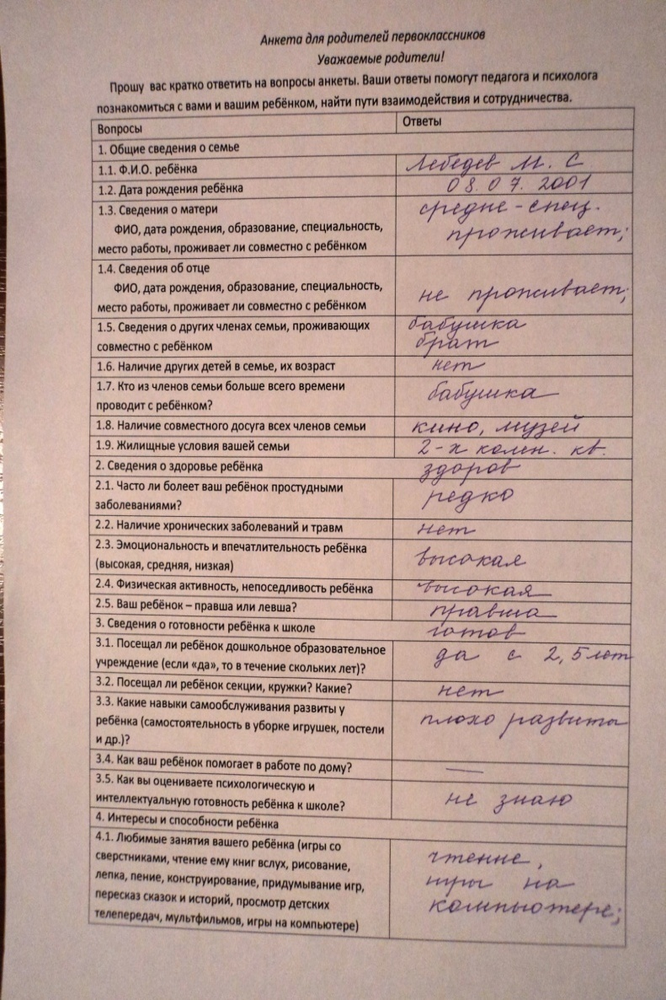 Анкета для родителей первоклассников
Уважаемые родители!
Прошу вас кратко ответить на вопросы анкеты. Ваши ответы помогут педагога и психолога
познакомиться с вами и вашим ребёнком, найти пути взаимодействия и сотрудничества.
Вопросы Ответы
1. Общие сведения о семье
1.1. Ф.И.О. ребёнка Лебедев М. С
1.2. Дата рождения ребёнка 08.07.2001
1.3. Сведения о матери средне-спец.
ФИО, дата рождения, образование, специальность, проживает;
место работы, проживает ли совместно с ребёнком
1.4. Сведения об отце
ФИО, дата рождения, образование, специальность,
место работы, проживает ли совместно с ребёнком не проживает;
1.5. Сведения о других членах семьи, проживающих бабушка
совместно с ребёнком брат
1.6. Наличие других детей в семье, их возраст нет
1.7. Кто из членов семьи больше всего времени бабушка
проводит с ребёнком?
1.8. Наличие совместного досуга всех членов семьи кино, музей
1.9. Жилищные условия вашей семьи 2-х комн. кв.
2. Сведения о здоровье ребёнка здоров
2.1. Часто ли болеет ваш ребёнок простудными редко
заболеваниями?
2.2. Наличие хронических заболеваний и травм нет
2.3. Эмоциональность и впечатлительность ребёнка высокая
(высокая, средняя, низкая)
2.4. Физическая активность, непоседливость ребёнка высокая
2.5. Ваш ребёнок – правша или левша? правша
3. Сведения о готовности ребёнка к школе готов
3.1. Посещал ли ребёнок дошкольное образовательное да с 2,5 лет
учреждение (если «да», то в течение скольких лет)?
3.2. Посещал ли ребёнок секции, кружки? Какие? нет
3.3. Какие навыки самообслуживания развиты у
ребёнка (самостоятельность в уборке игрушек, постели плохо развиты
и др.)?
3.4. Как ваш ребёнок помогает в работе по дому? —
3.5. Как вы оцениваете психологическую и
интеллектуальную готовность ребёнка к школе? не знаю
4. Интересы и способности ребёнка
4.1. Любимые занятия вашего ребёнка (игры со
сверстниками, чтение ему книг вслух, рисование, чтение,
лепка, пение, конструирование, придумывание игр, игры на
пересказ сказок и историй, просмотр детских компьютере;
телепередач, мультфильмов, игры на компьютере)